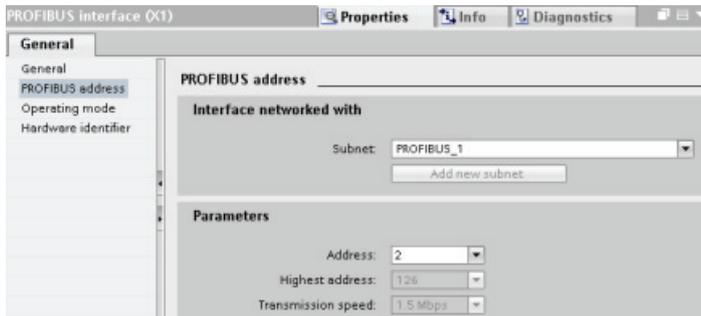 PROFIBUS interface (X1)
Properties
Info
Diagnostics
General
General
PROFIBUS address
Operating mode
Hardware identifier
PROFIBUS address
Interface networked with
Subnet: PROFIBUS_1
Add new subnet
Parameters
Address: 2
Highest address: 126
Transmission speed: 1.5 Mbps